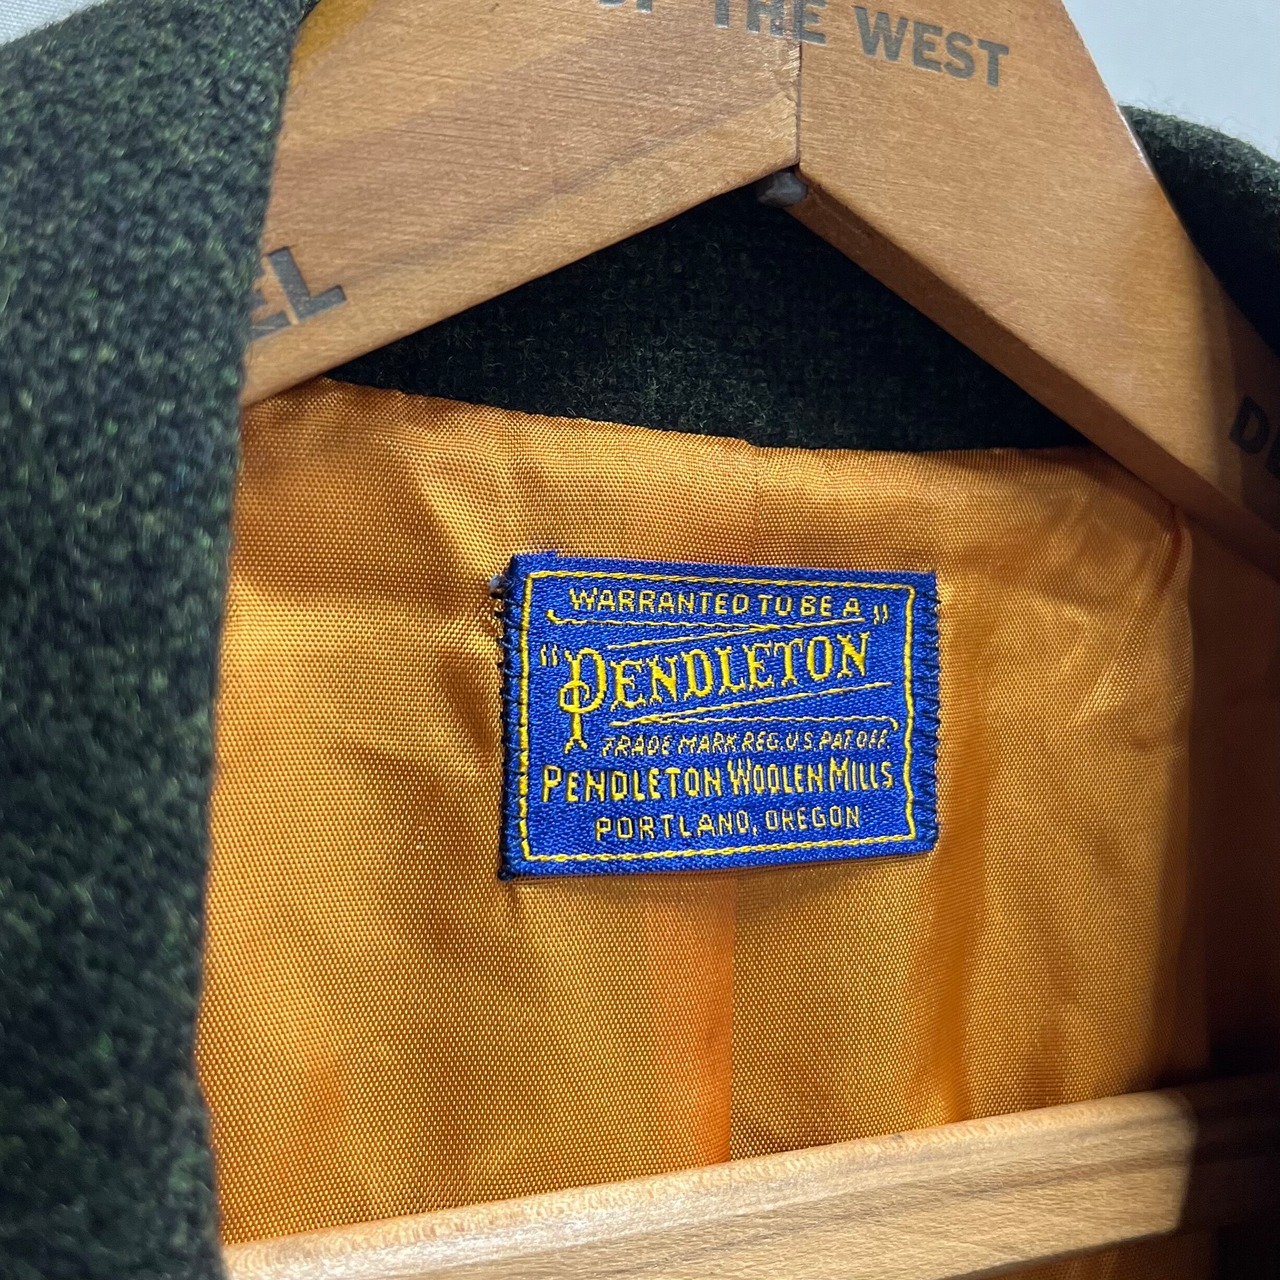 OF THE WEST
EL
WARRANTED TO BE A
"PENDLETON"
TRADE MARK REG. U.S. PAT. OFF.
PENDLETON WOOLEN MILLS
PORTLAND, OREGON